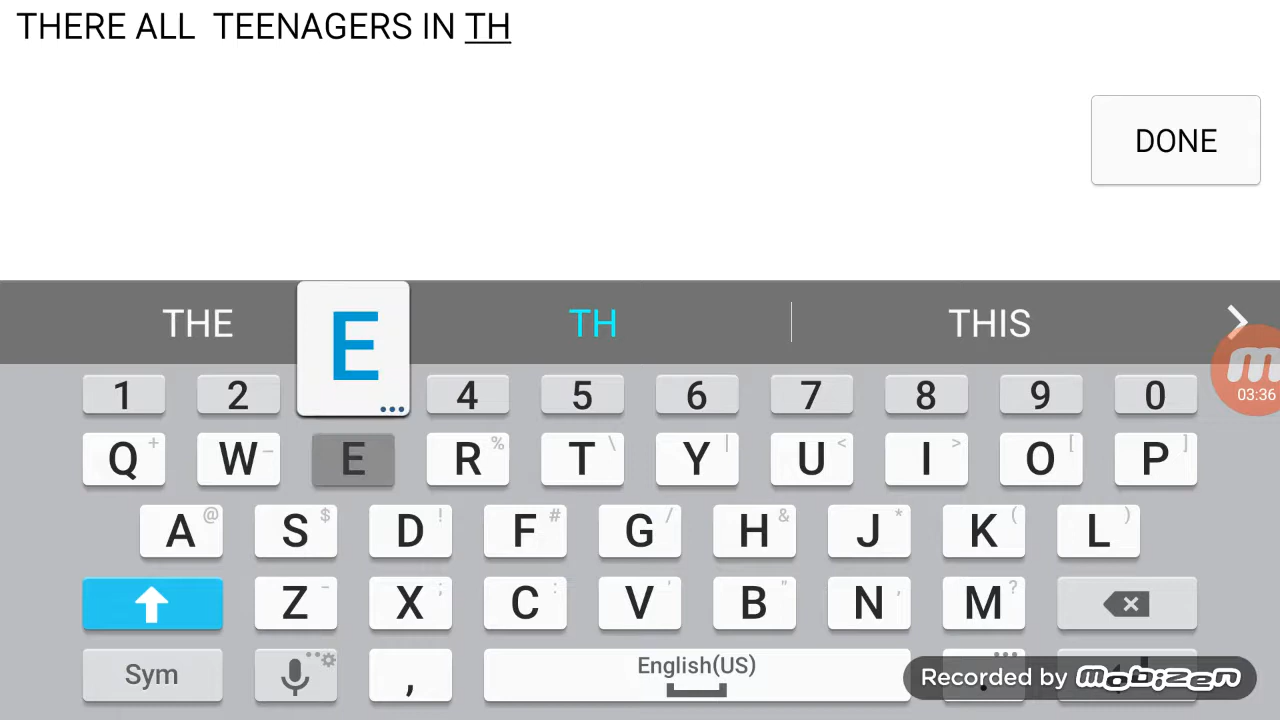 THERE ALL  TEENAGERS IN TH
DONE
THE E TH THIS
1 2 4 5 6 7 8 9 0
Q + W – E R % T \ Y | U < I > O [ P ]
A @ S $ D ! F # G / H & J * K ( L )
Z - X ; C : V ' B " N , M ?
Sym , English(US) .
03:36
Recorded by mobizen